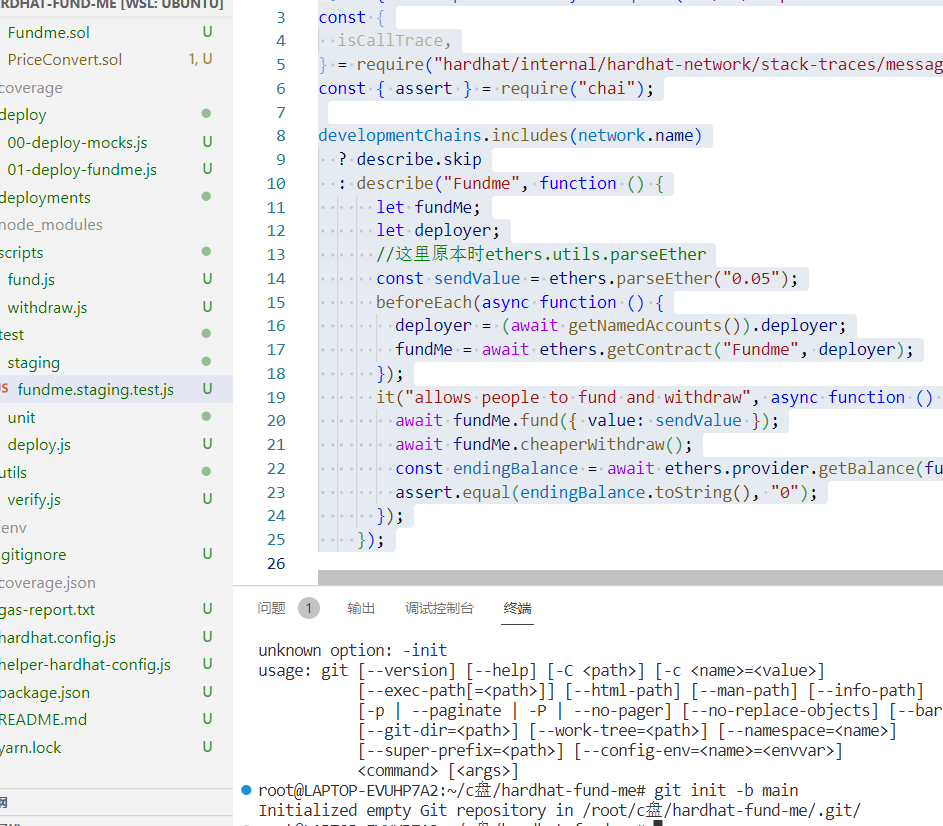 HARDHAT-FUND-ME [WSL: UBUNTU]
Fundme.sol U
PriceConvert.sol 1, U
coverage
deploy
00-deploy-mocks.js U
01-deploy-fundme.js U
deployments
node_modules
scripts
fund.js U
withdraw.js U
test
staging
JS fundme.staging.test.js U
unit
deploy.js U
utils
verify.js U
.env
.gitignore U
coverage.json
gas-report.txt U
hardhat.config.js U
helper-hardhat-config.js U
package.json U
README.md U
yarn.lock U
3 const {
4 isCallTrace,
5 } = require("hardhat/internal/hardhat-network/stack-traces/messag
6 const { assert } = require("chai");
7
8 developmentChains.includes(network.name)
9 ? describe.skip
10 : describe("Fundme", function () {
11 let fundMe;
12 let deployer;
13 //这里原本时ethers.utils.parseEther
14 const sendValue = ethers.parseEther("0.05");
15 beforeEach(async function () {
16 deployer = (await getNamedAccounts()).deployer;
17 fundMe = await ethers.getContract("Fundme", deployer);
18 });
19 it("allows people to fund and withdraw", async function ()
20 await fundMe.fund({ value: sendValue });
21 await fundMe.cheaperWithdraw();
22 const endingBalance = await ethers.provider.getBalance(fu
23 assert.equal(endingBalance.toString(), "0");
24 });
25 });
26
问题 1 输出 调试控制台 终端
unknown option: -init
usage: git [--version] [--help] [-C <path>] [-c <name>=<value>]
[--exec-path[=<path>]] [--html-path] [--man-path] [--info-path]
[-p | --paginate | -P | --no-pager] [--no-replace-objects] [--bar
[--git-dir=<path>] [--work-tree=<path>] [--namespace=<name>]
[--super-prefix=<path>] [--config-env=<name>=<envvar>]
<command> [<args>]
root@LAPTOP-EVUHP7A2:~/c盘/hardhat-fund-me# git init -b main
Initialized empty Git repository in /root/c盘/hardhat-fund-me/.git/